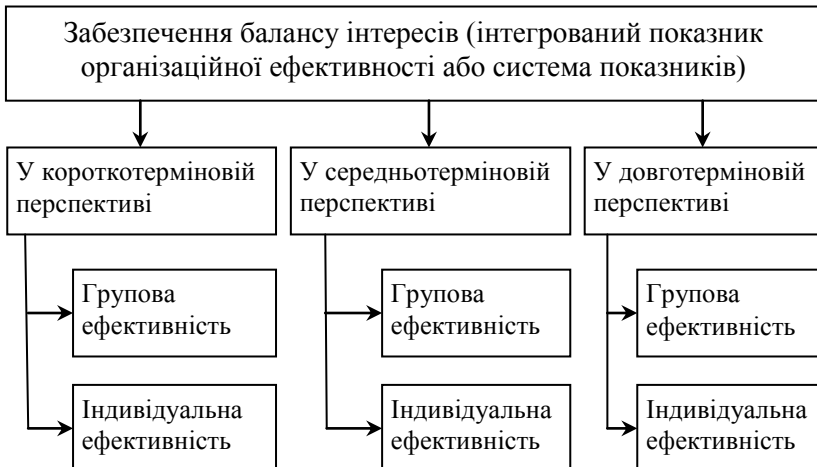 Забезпечення балансу інтересів (інтегрований показник
організаційної ефективності або система показників)
У короткотерміновій
перспективі
У середньотерміновій
перспективі
У довготерміновій
перспективі
Групова
ефективність
Групова
ефективність
Групова
ефективність
Індивідуальна
ефективність
Індивідуальна
ефективність
Індивідуальна
ефективність